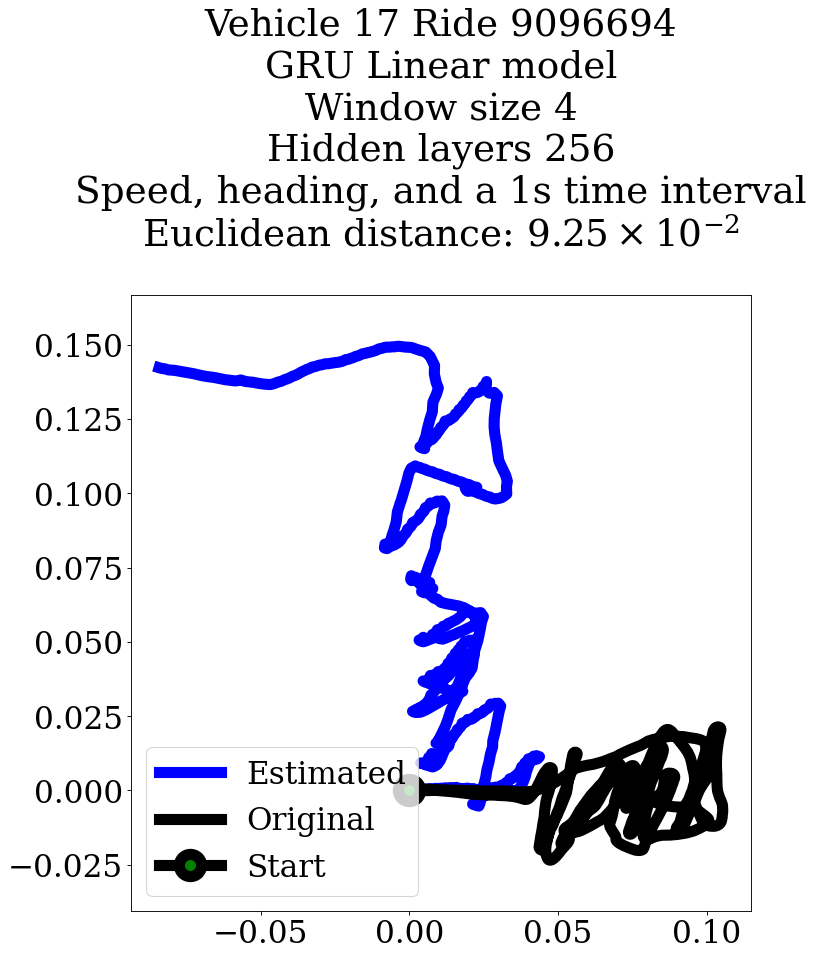 Vehicle 17 Ride 9096694
GRU Linear model
Window size 4
Hidden layers 256
Speed, heading, and a 1s time interval
Euclidean distance: 9.25 × 10⁻²
0.150
0.125
0.100
0.075
0.050
0.025
0.000
−0.025
Estimated
Original
Start
−0.05
0.00
0.05
0.10